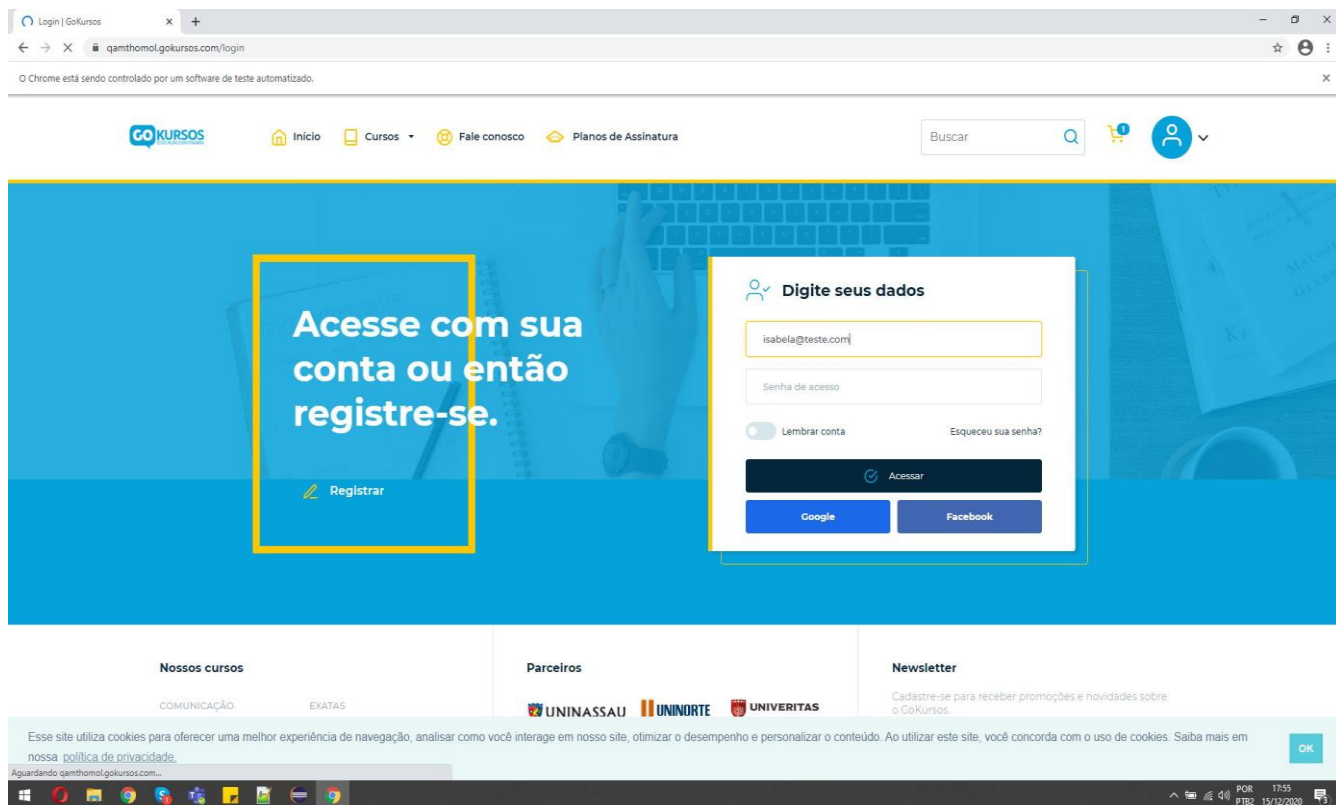 Login | GoKursos
qamthomol.gokursos.com/login
O Chrome está sendo controlado por um software de teste automatizado.
GO KURSOS
EDUCAÇÃO CONTINUADA
Início
Cursos
Fale conosco
Planos de Assinatura
Buscar
1
Acesse com sua
conta ou então
registre-se.
Registrar
Digite seus dados
isabela@teste.com
Senha de acesso
Lembrar conta
Esqueceu sua senha?
Acessar
Google
Facebook
Nossos cursos
COMUNICAÇÃO
EXATAS
Parceiros
UNINASSAU
UNINORTE
UNIVERITAS
Newsletter
Cadastre-se para receber promoções e novidades sobre
o GoKursos.
Esse site utiliza cookies para oferecer uma melhor experiência de navegação, analisar como você interage em nosso site, otimizar o desempenho e personalizar o conteúdo. Ao utilizar este site, você concorda com o uso de cookies. Saiba mais em
nossa política de privacidade.
OK
Aguardando qamthomol.gokursos.com...
POR
PTB2
17:55
15/12/2020